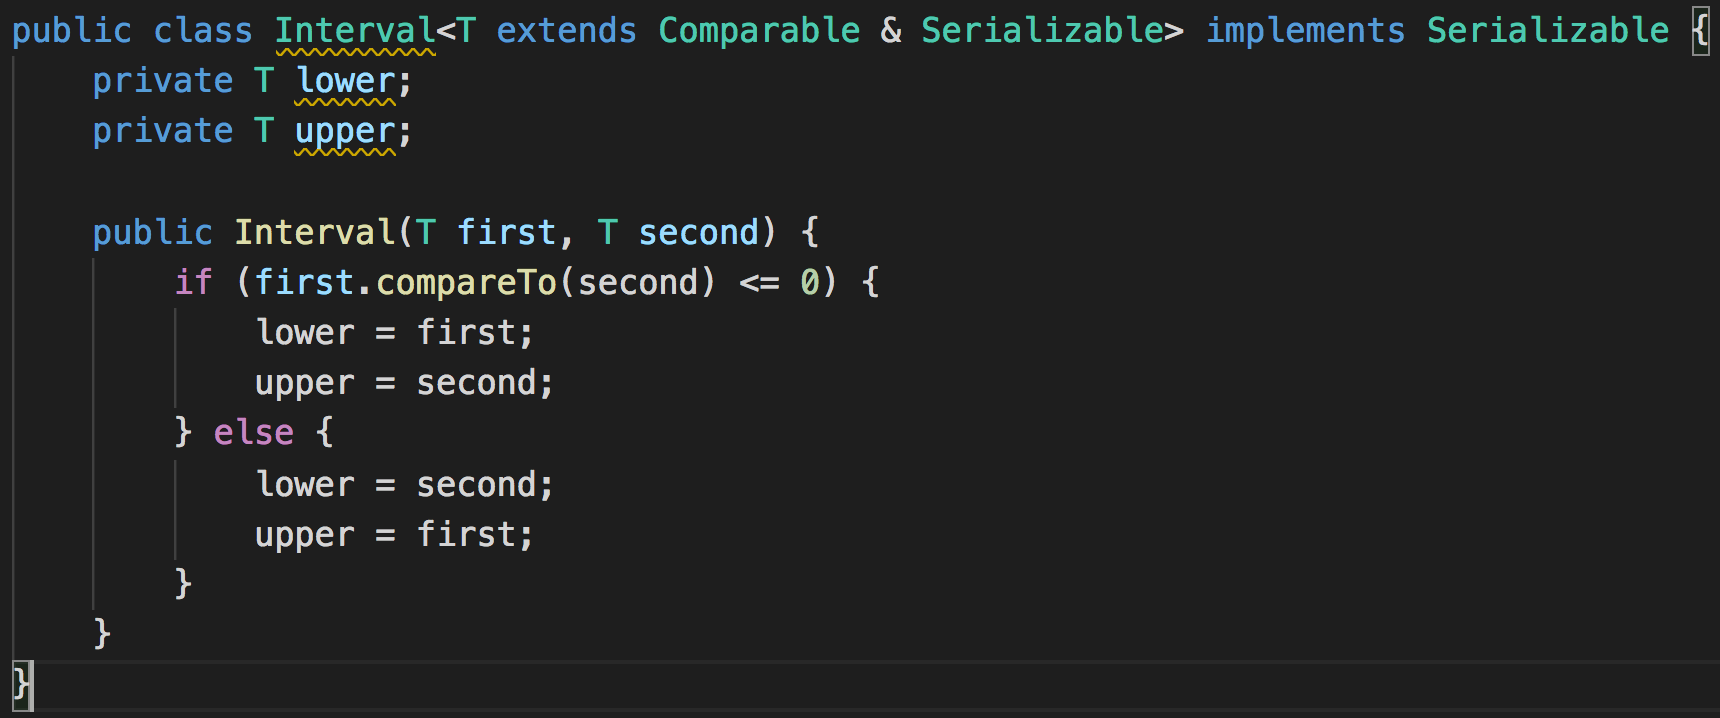 public class Interval<T extends Comparable & Serializable> implements Serializable {
    private T lower;
    private T upper;

    public Interval(T first, T second) {
        if (first.compareTo(second) <= 0) {
            lower = first;
            upper = second;
        } else {
            lower = second;
            upper = first;
        }
    }
}